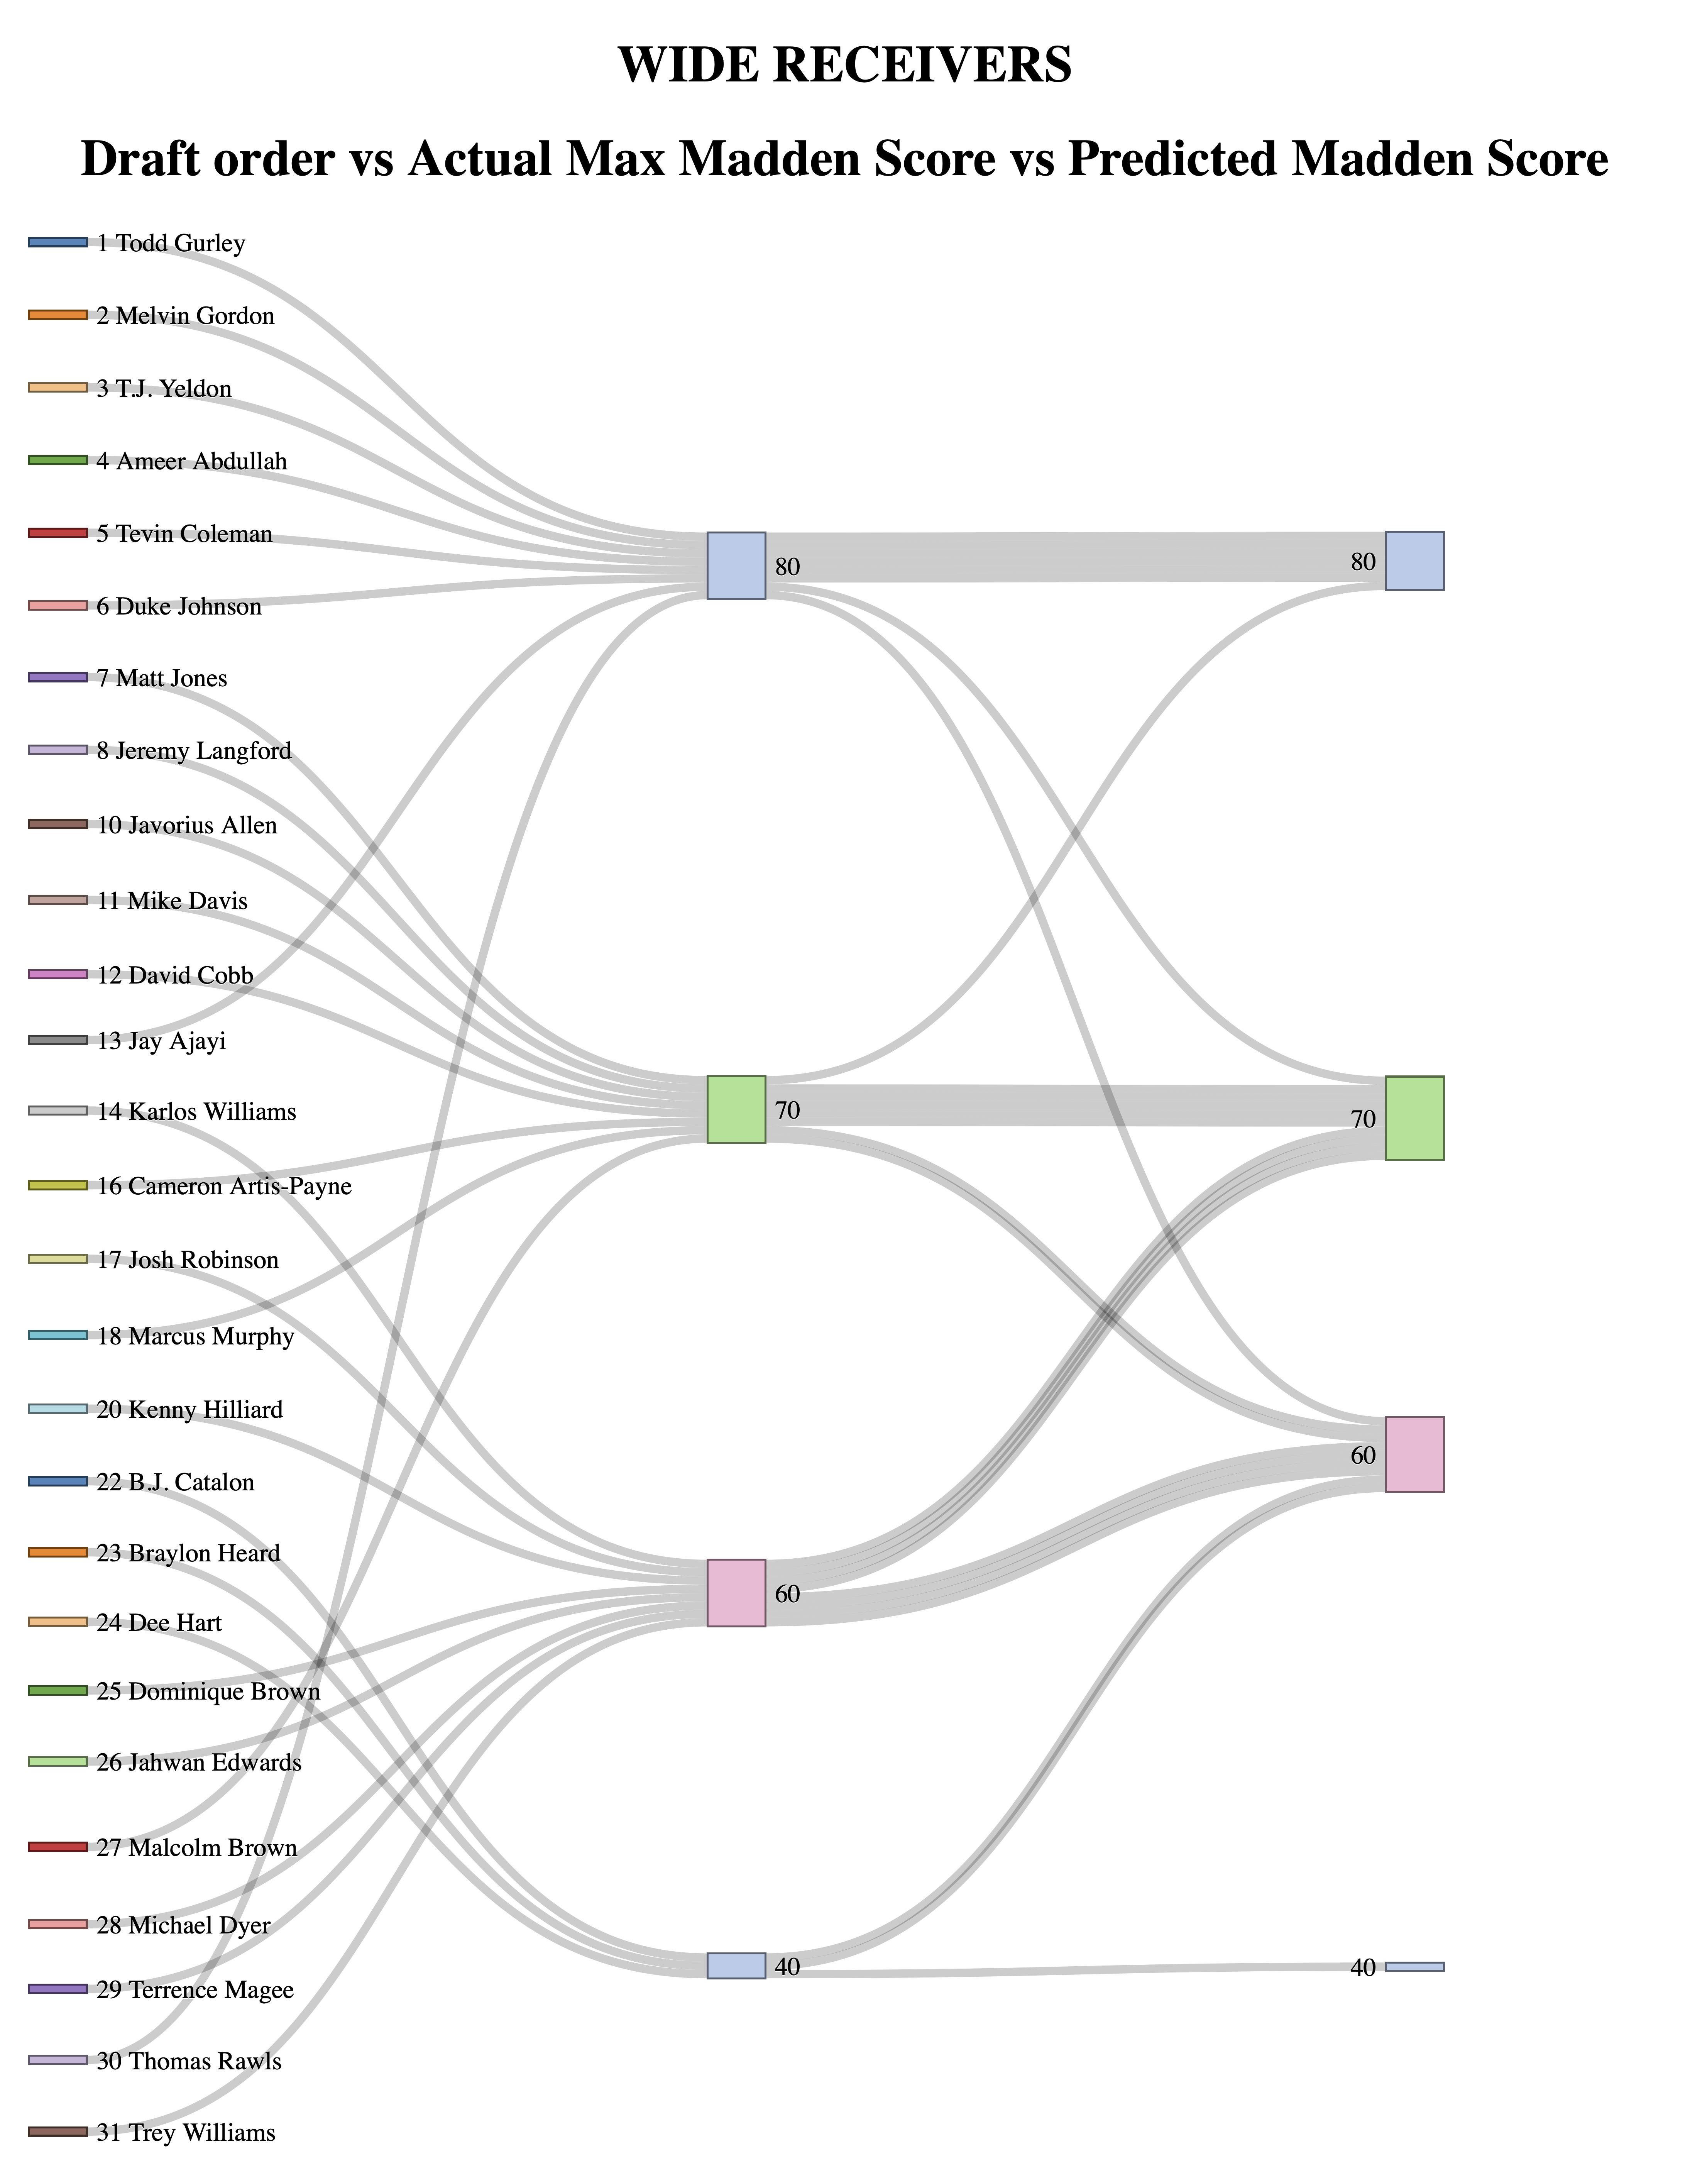 WIDE RECEIVERS
Draft order vs Actual Max Madden Score vs Predicted Madden Score
1 Todd Gurley
2 Melvin Gordon
3 T.J. Yeldon
4 Ameer Abdullah
5 Tevin Coleman
6 Duke Johnson
7 Matt Jones
8 Jeremy Langford
10 Javorius Allen
11 Mike Davis
12 David Cobb
13 Jay Ajayi
14 Karlos Williams
16 Cameron Artis-Payne
17 Josh Robinson
18 Marcus Murphy
20 Kenny Hilliard
22 B.J. Catalon
23 Braylon Heard
24 Dee Hart
25 Dominique Brown
26 Jahwan Edwards
27 Malcolm Brown
28 Michael Dyer
29 Terrence Magee
30 Thomas Rawls
31 Trey Williams
80
70
60
40
80
70
60
40